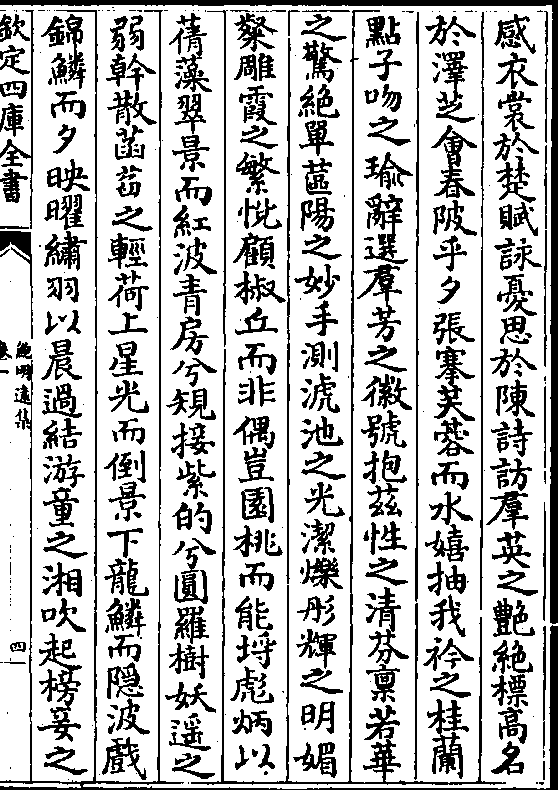 感衣裳於楚賦詠憂思於陳詩訪羣英之艷絶標高名
於澤芝會春陂乎夕張搴芙蓉而水嬉抽我衿之桂蘭
點子吻之瑜辭選羣芳之徽號抱茲性之清芬稟若華
之驚絶單蓲陽之妙手測淲池之光潔爍彤輝之明媚
粲雕霞之繁悅顧椒丘而非偶豈園桃而能埒彪炳以
蒨藻翠景而紅波青房兮規接紫的兮圓羅樹妖遥之
弱幹散菡萏之輕荷上星光而倒景下龍鱗而隱波戲
錦鱗而夕映曜繡羽以晨過結游童之湘吹起榜妾之
欽定四庫全書
鮑明遠集
卷一
四